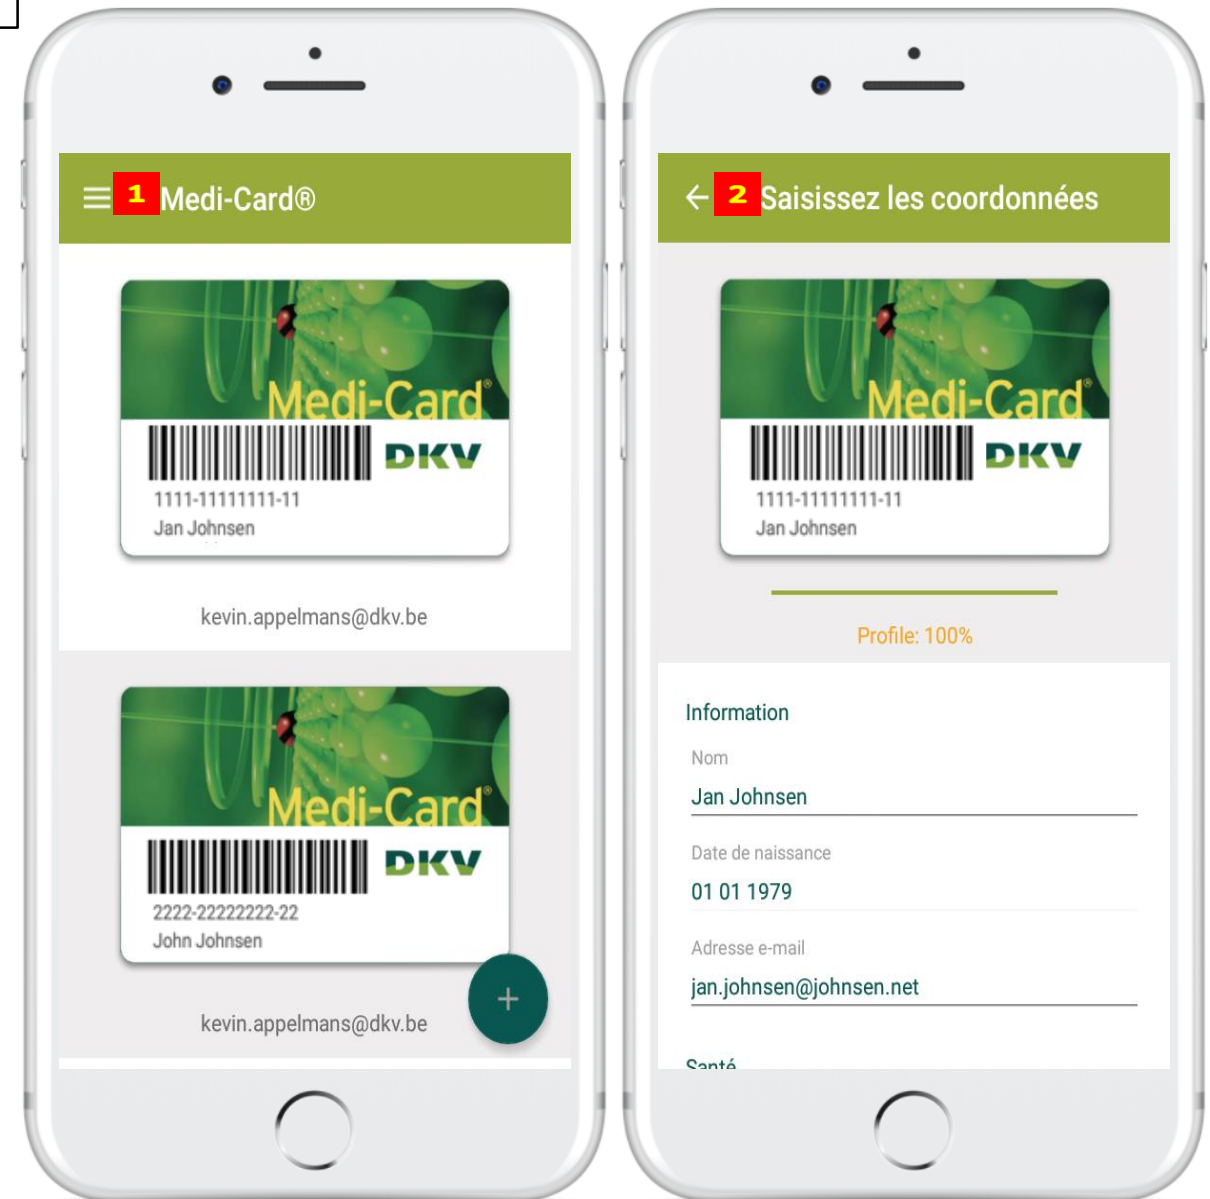 1 Medi-Card®
Medi-Card®
DKV
1111-11111111-11
Jan Johnsen
kevin.appelmans@dkv.be
Medi-Card®
DKV
2222-22222222-22
John Johnsen
+
kevin.appelmans@dkv.be
2 Saisissez les coordonnées
Medi-Card®
DKV
1111-11111111-11
Jan Johnsen
Profile: 100%
Information
Nom
Jan Johnsen
Date de naissance
01 01 1979
Adresse e-mail
jan.johnsen@johnsen.net
Santé